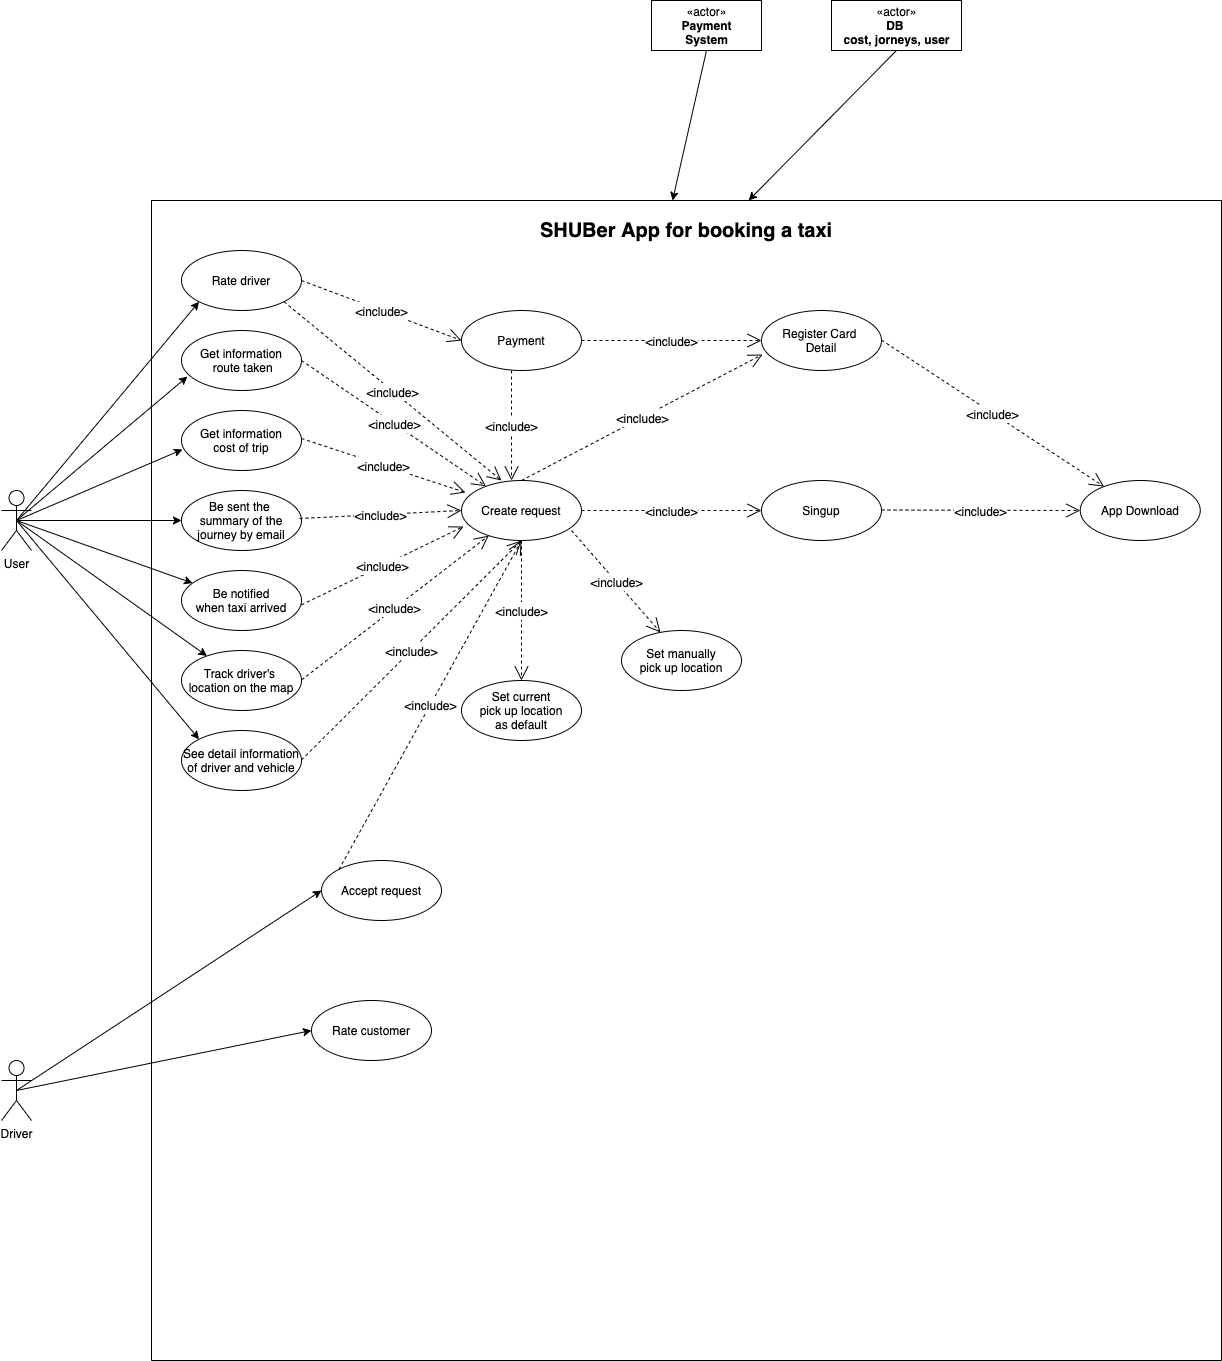 «actor»
Payment
System
«actor»
DB
cost, jorneys, user
SHUBer App for booking a taxi
Rate driver
<include>
Payment
<include>
Register Card
Detail
Get information
route taken
<include>
<include>
<include>
<include>
<include>
<include>
Get information
cost of trip
<include>
Be sent the
summary of the
journey by email
<include>
Create request
<include>
Singup
<include>
App Download
User
Be notified
when taxi arrived
<include>
<include>
<include>
<include>
Set manually
pick up location
Track driver's
location on the map
<include>
<include>
Set current
pick up location
as default
See detail information
of driver and vehicle
Accept request
Rate customer
Driver